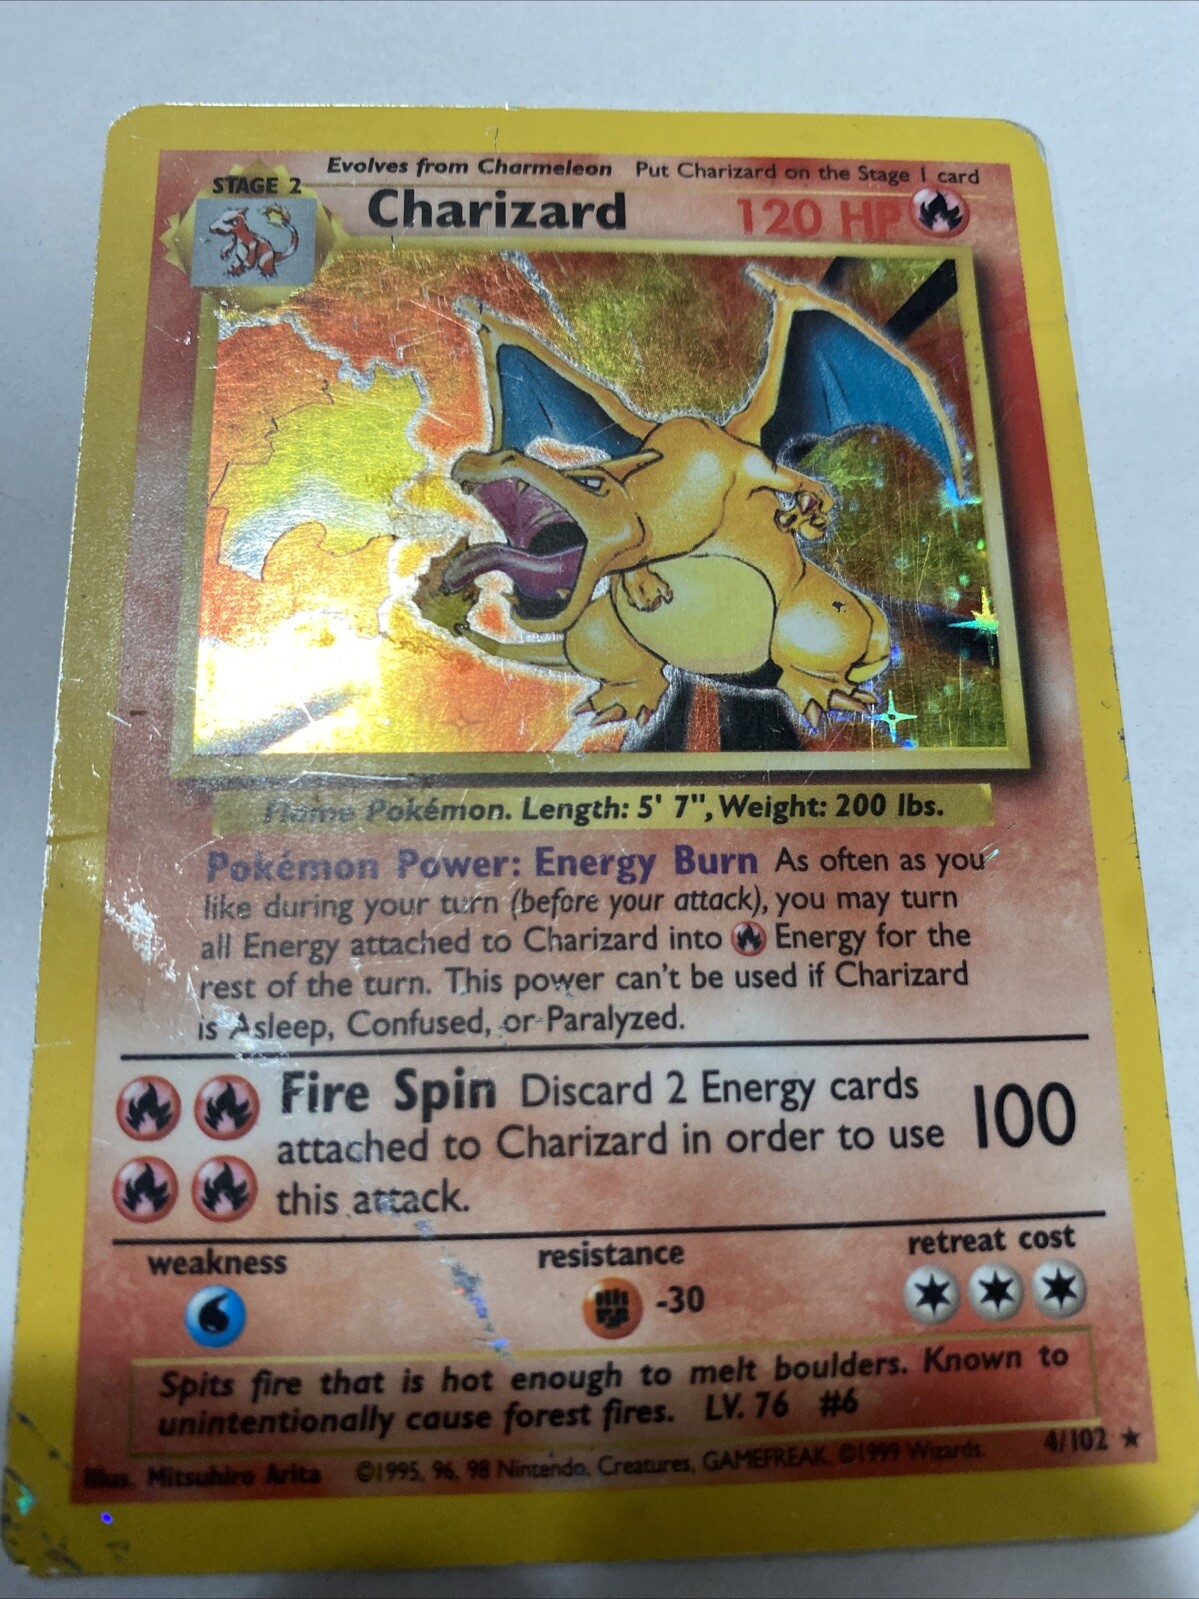 Evolves from Charmeleon Put Charizard on the Stage 1 card
STAGE 2
Charizard 120 HP
Flame Pokémon. Length: 5' 7", Weight: 200 lbs.
Pokémon Power: Energy Burn As often as you
like during your turn (before your attack), you may turn
all Energy attached to Charizard into Energy for the
rest of the turn. This power can't be used if Charizard
is Asleep, Confused, or Paralyzed.
Fire Spin Discard 2 Energy cards
attached to Charizard in order to use
this attack.
100
weakness resistance retreat cost
-30
Spits fire that is hot enough to melt boulders. Known to
unintentionally cause forest fires. LV. 76 #6
Illus. Mitsuhiro Arita ©1995, 96, 98 Nintendo, Creatures, GAMEFREAK. ©1999 Wizards. 4/102 ★